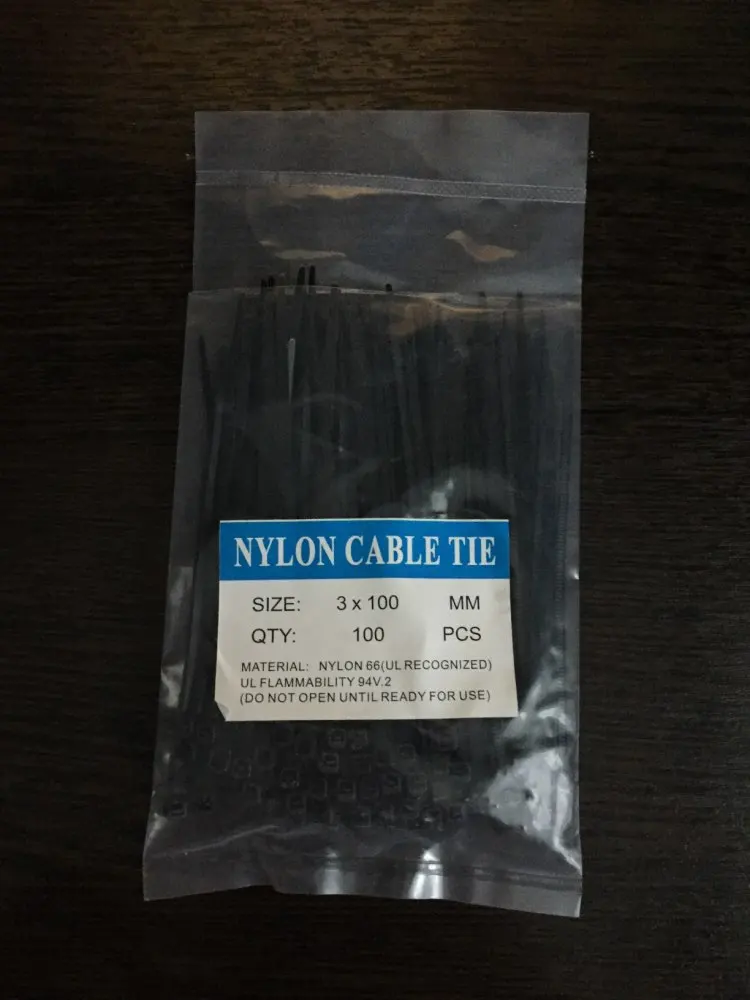 NYLON CABLE TIE
SIZE: 3 x 100 MM
QTY: 100 PCS
MATERIAL: NYLON 66(UL RECOGNIZED)
UL FLAMMABILITY 94V.2
(DO NOT OPEN UNTIL READY FOR USE)